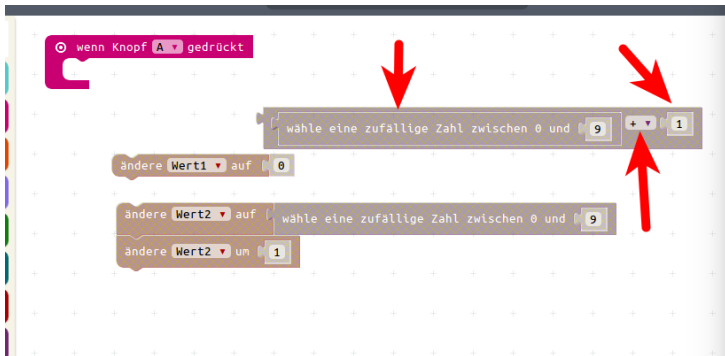 wenn Knopf A gedrückt
wähle eine zufällige Zahl zwischen 0 und 9 + 1
ändere Wert1 auf 0
ändere Wert2 auf wähle eine zufällige Zahl zwischen 0 und 9
ändere Wert2 um 1